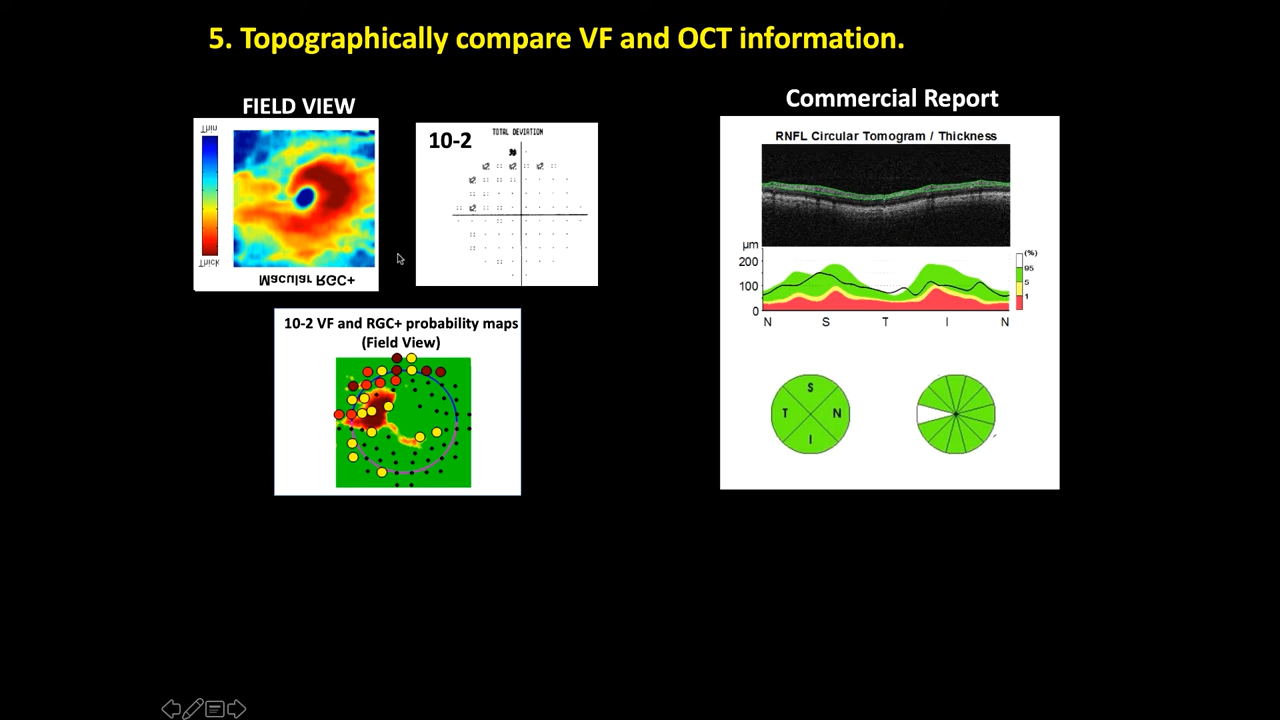 5. Topographically compare VF and OCT information.
FIELD VIEW
Thin
Thick
Macular RGC+
10-2
TOTAL DEVIATION
10-2 VF and RGC+ probability maps
(Field View)
Commercial Report
RNFL Circular Tomogram / Thickness
µm
200
100
0
N S T I N
(%)
95
5
1
S
T N
I